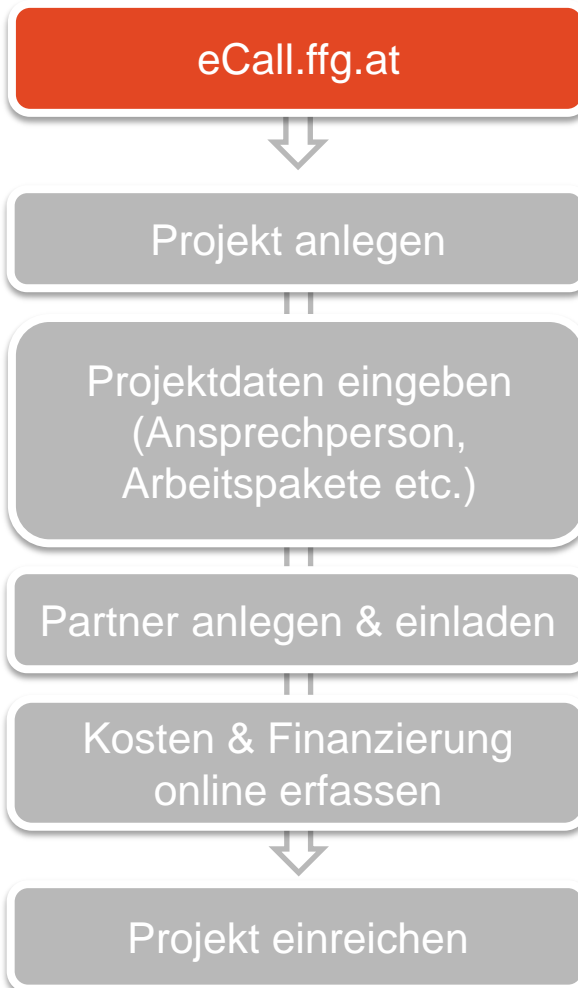 eCall.ffg.at
Projekt anlegen
Projektdaten eingeben
(Ansprechperson,
Arbeitspakete etc.)
Partner anlegen & einladen
Kosten & Finanzierung
online erfassen
Projekt einreichen